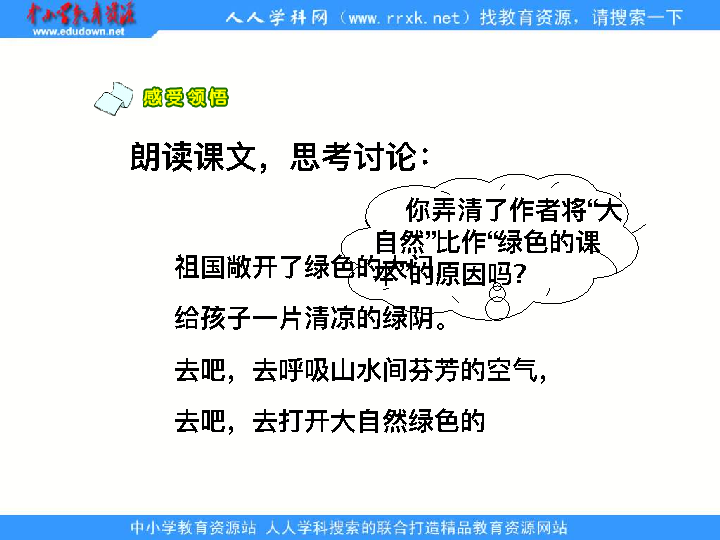 中小学教育资源
www.edudown.net
人人学科网（www.rrxk.net）找教育资源，请搜索一下
感受领悟
朗读课文，思考讨论：
你弄清了作者将“大
自然”比作“绿色的课
本”的原因吗？
祖国敞开了绿色的大门，
给孩子一片清凉的绿阴。
去吧，去呼吸山水间芬芳的空气，
去吧，去打开大自然绿色的
中小学教育资源站 人人学科搜索的联合打造精品教育资源网站